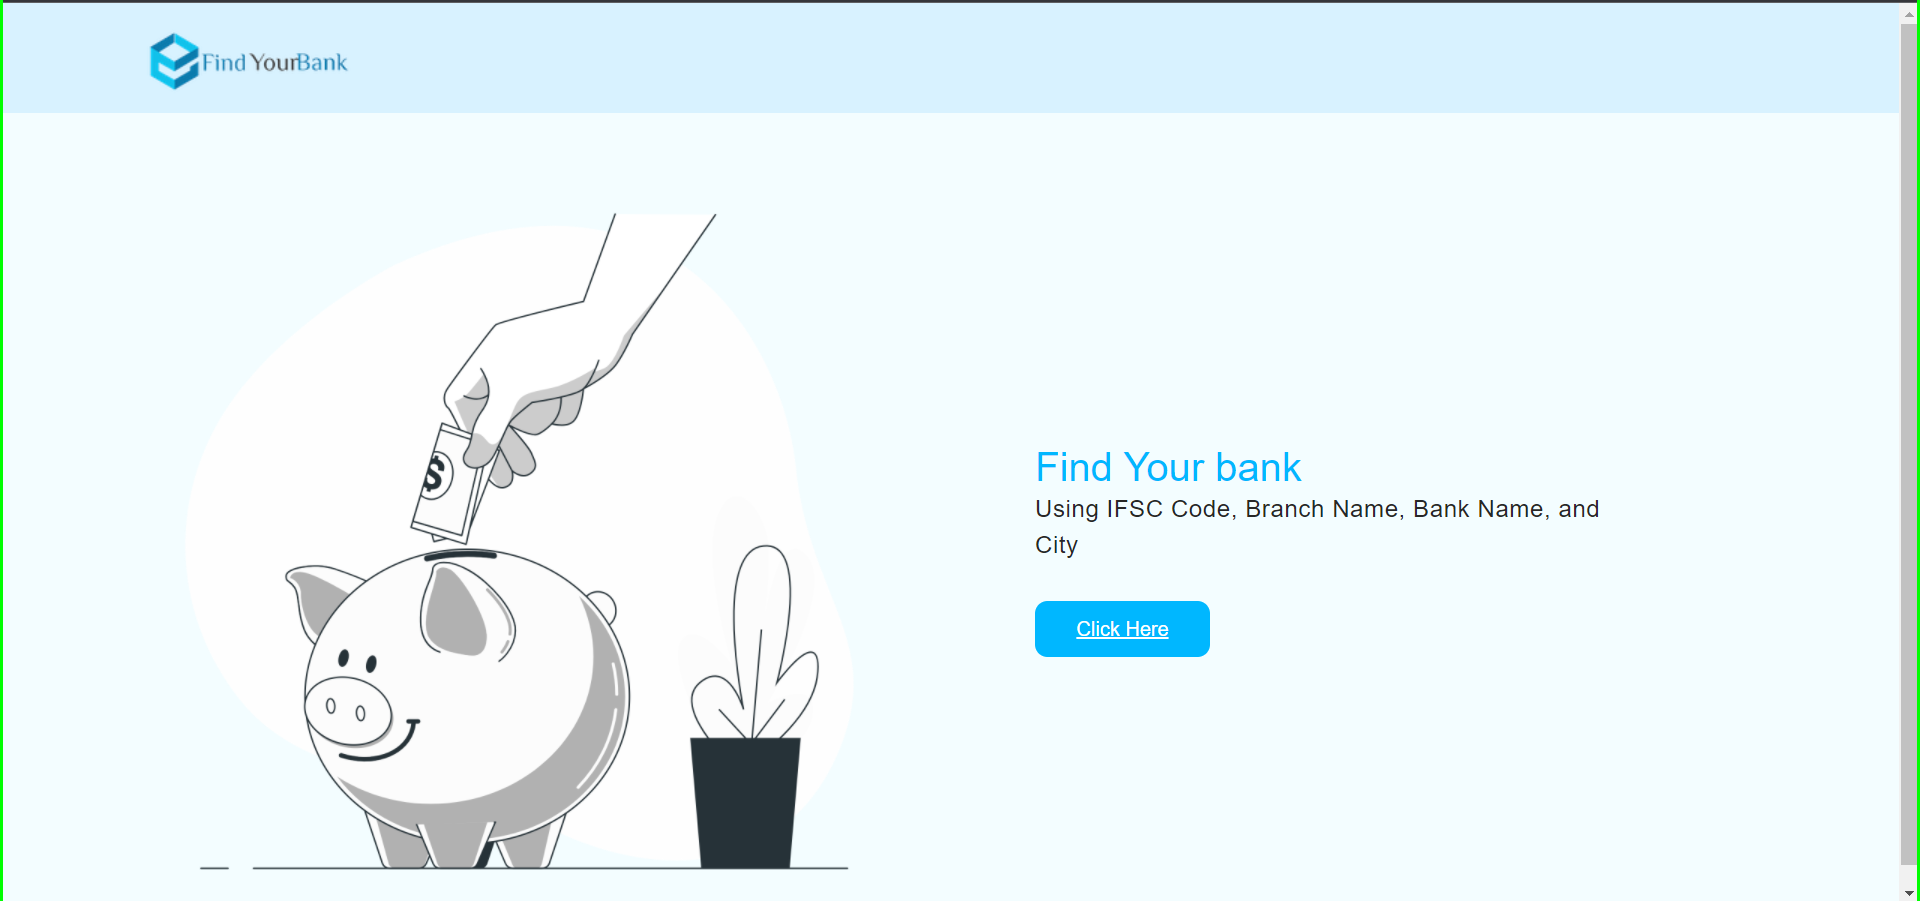 Find YourBank
$
Find Your bank
Using IFSC Code, Branch Name, Bank Name, and
City
Click Here